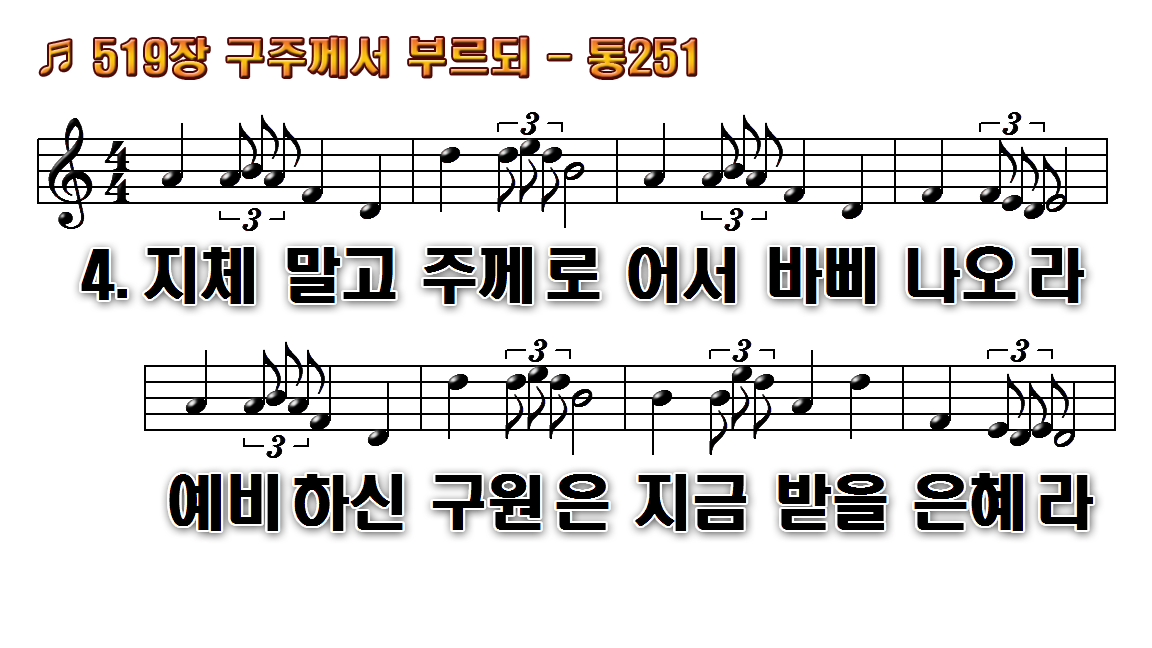 519장 구주께서 부르되 - 통251
4 4
3 3 3 3
4. 지체 말고 주께로 어서 바삐 나오라
3 3 3 3
예비하신 구원은 지금 받을 은혜라